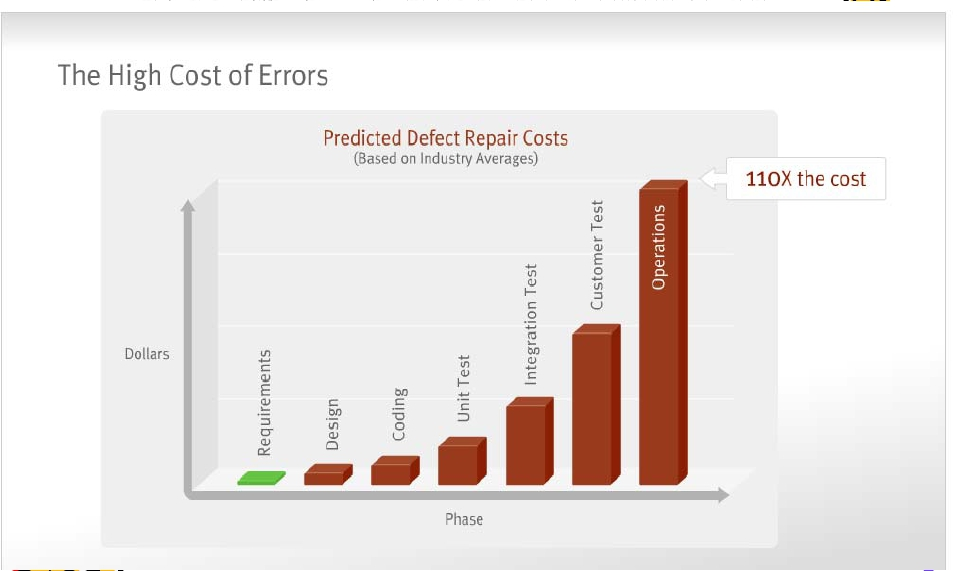 The High Cost of Errors
Predicted Defect Repair Costs
(Based on Industry Averages)
110X the cost
Dollars
Requirements
Design
Coding
Unit Test
Integration Test
Customer Test
Operations
Phase